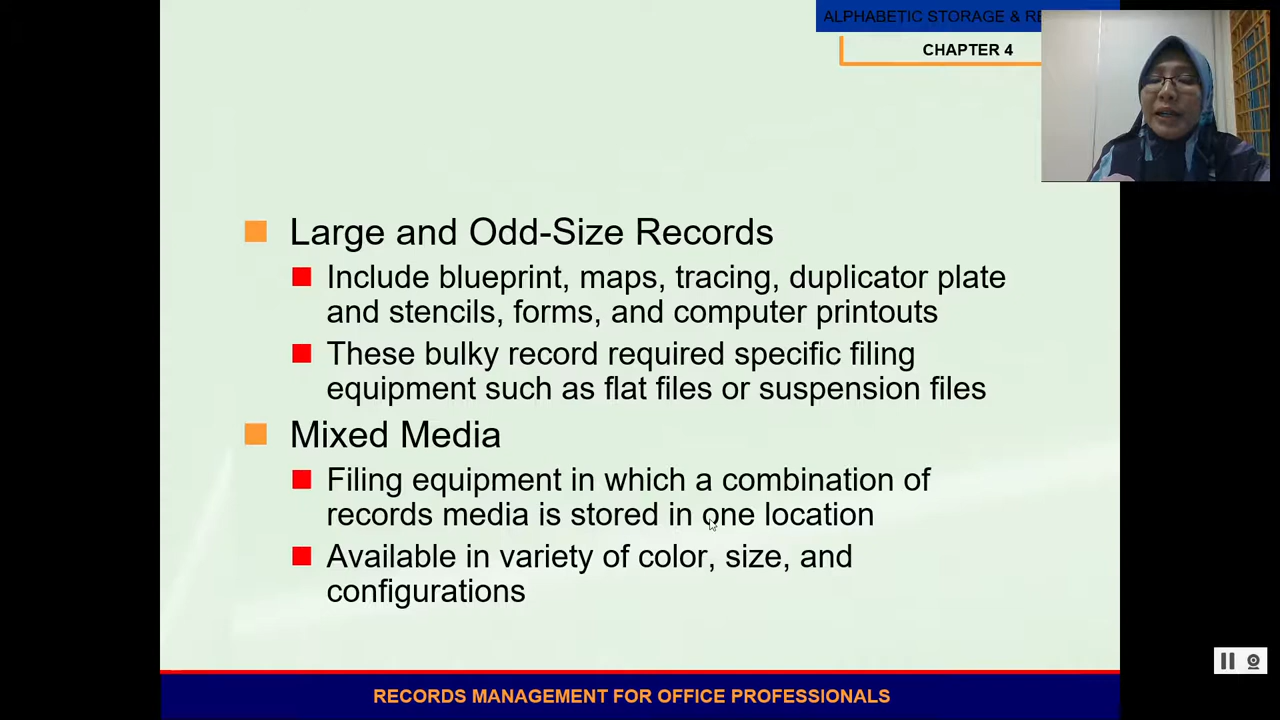 ALPHABETIC STORAGE &
CHAPTER 4
Large and Odd-Size Records
Include blueprint, maps, tracing, duplicator plate
and stencils, forms, and computer printouts
These bulky record required specific filing
equipment such as flat files or suspension files
Mixed Media
Filing equipment in which a combination of
records media is stored in one location
Available in variety of color, size, and
configurations
RECORDS MANAGEMENT FOR OFFICE PROFESSIONALS